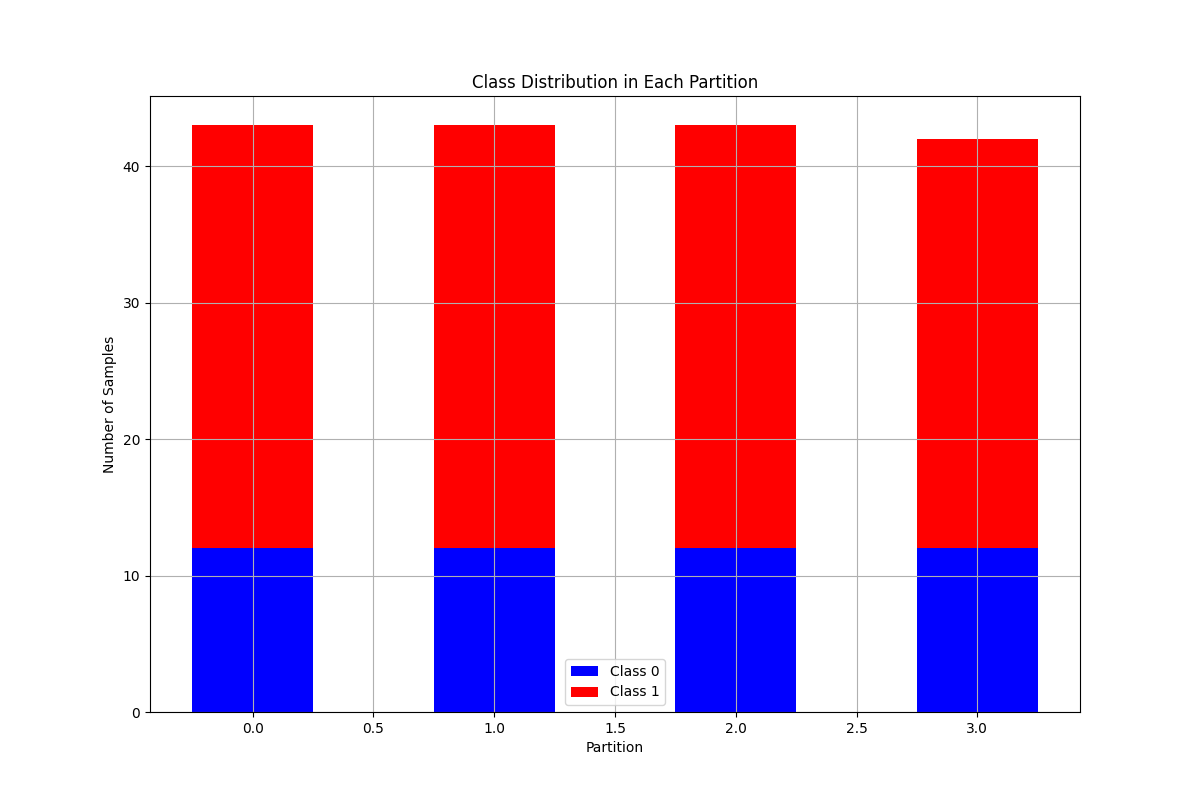 Class Distribution in Each Partition
Number of Samples
40
30
20
10
0
Class 0
Class 1
0.0 0.5 1.0 1.5 2.0 2.5 3.0
Partition